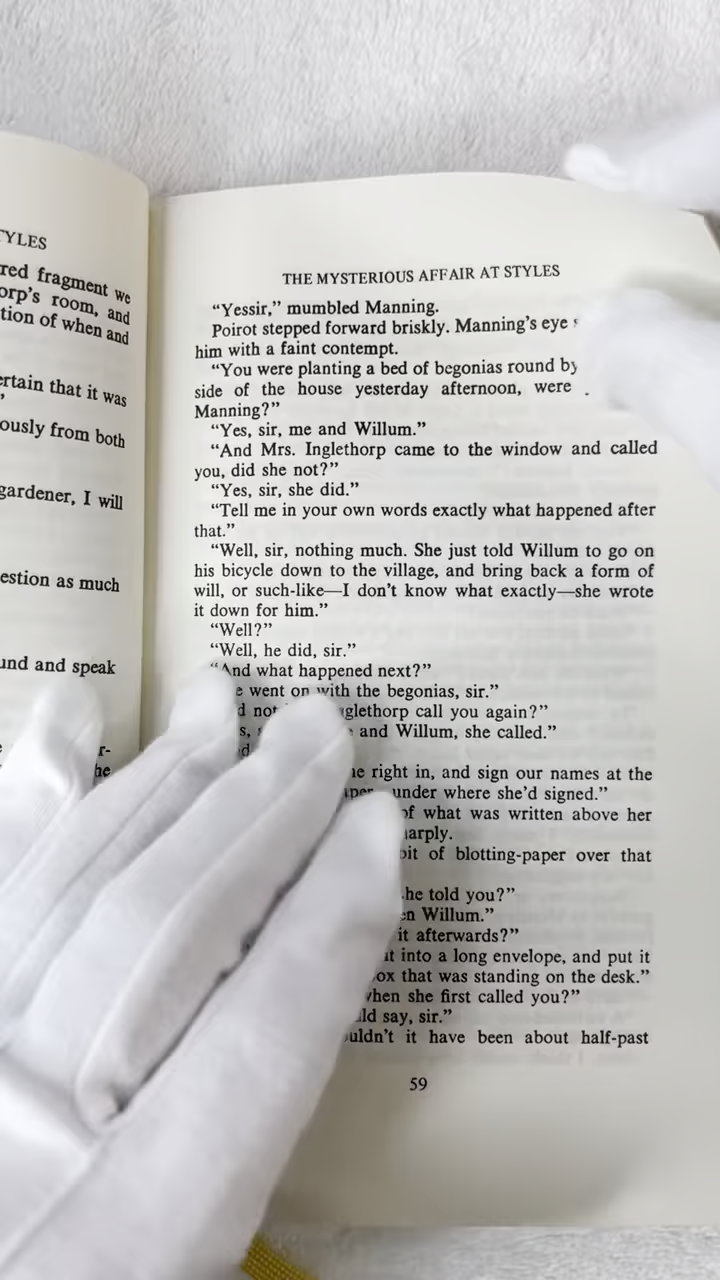 TYLES
red fragment we
orp's room, and
tion of when and
ertain that it was
ously from both
gardener, I will
estion as much
und and speak
THE MYSTERIOUS AFFAIR AT STYLES
“Yessir,” mumbled Manning.
Poirot stepped forward briskly. Manning's eye
him with a faint contempt.
“You were planting a bed of begonias round by
side of the house yesterday afternoon, were
Manning?”
“Yes, sir, me and Willum.”
“And Mrs. Inglethorp came to the window and called
you, did she not?”
“Yes, sir, she did.”
“Tell me in your own words exactly what happened after
that.”
“Well, sir, nothing much. She just told Willum to go on
his bicycle down to the village, and bring back a form of
will, or such-like—I don't know what exactly—she wrote
it down for him.”
“Well?”
“Well, he did, sir.”
“And what happened next?”
went on with the begonias, sir.”
Inglethorp call you again?”
and Willum, she called.”
right in, and sign our names at the
under where she'd signed.”
of what was written above her
sharply.
bit of blotting-paper over that
she told you?”
Willum.”
it afterwards?”
it into a long envelope, and put it
box that was standing on the desk.”
when she first called you?”
say, sir.”
it have been about half-past
59